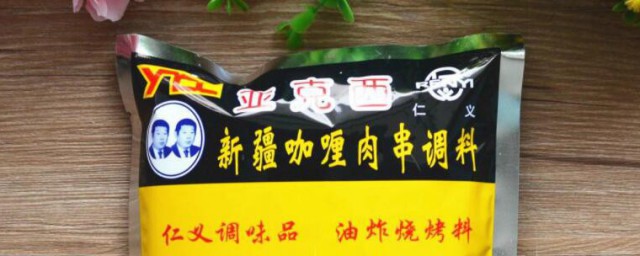 亚克西
仁义
新疆咖喱肉串调料
仁义调味品 油炸烧烤料